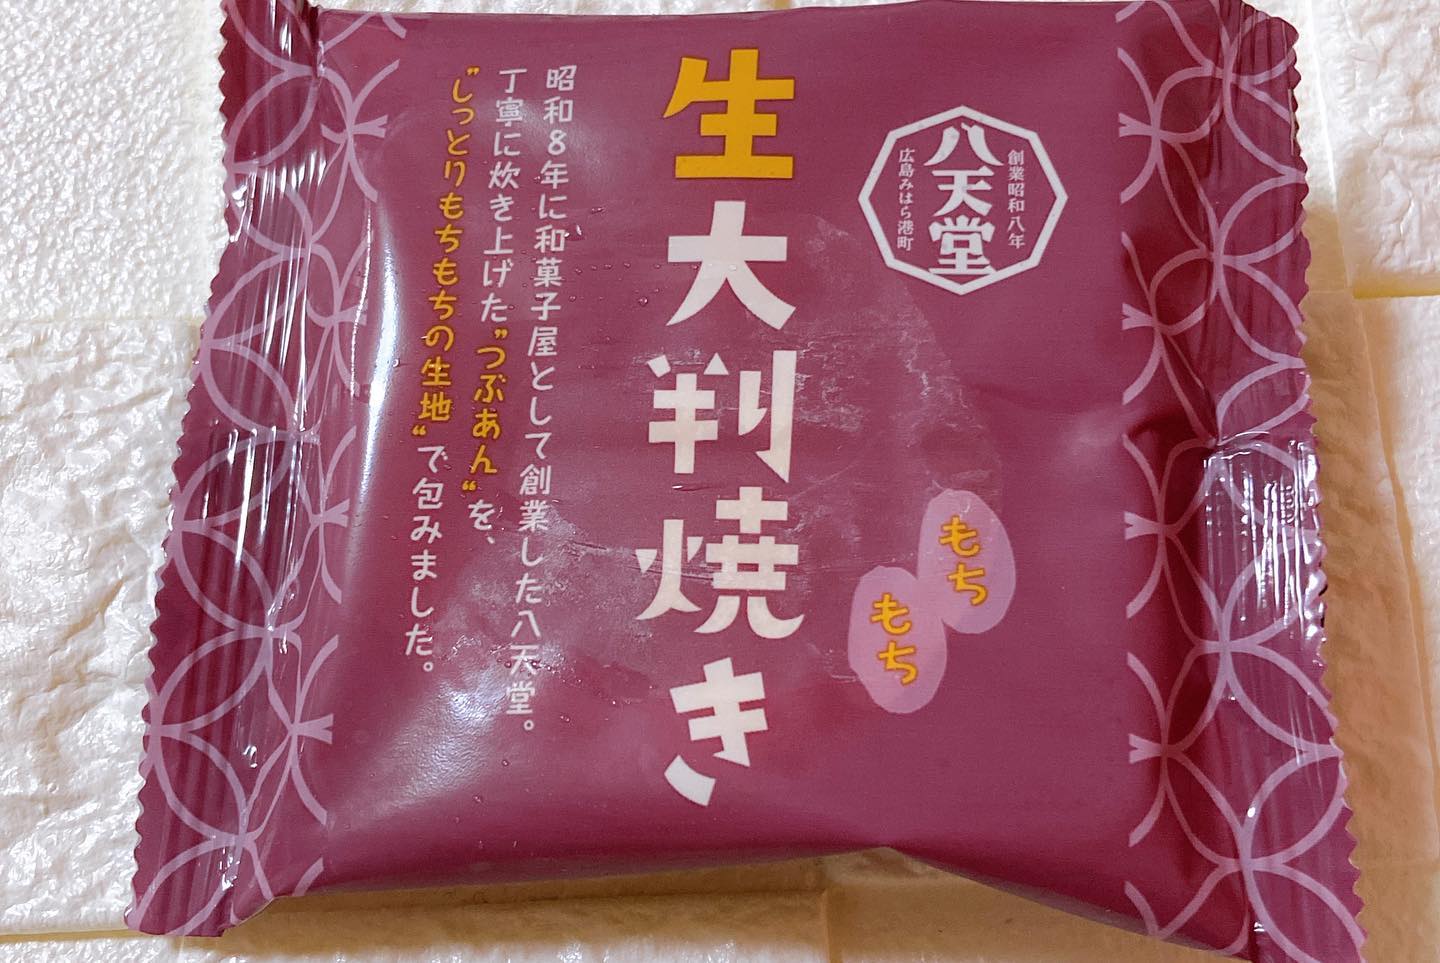 創業昭和八年
八天堂
広島みはら港町
生大判焼き
もち
もち
昭和8年に和菓子屋として創業した八天堂。
丁寧に炊き上げた"つぶあん"を、
"しっとりもちもちの生地"で包みました。